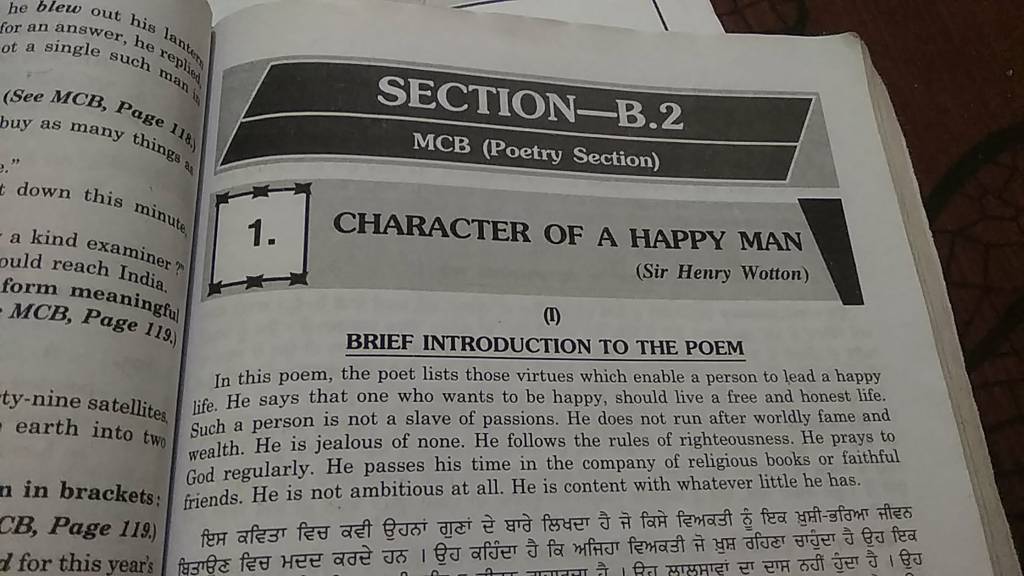 he blew out his lantern
for an answer, he replied,
ot a single such man in
(See MCB, Page 118.)
buy as many things as
e.”
t down this minute,
a kind examiner ?”
ould reach India.
form meaningful
MCB, Page 119.)
ty-nine satellites,
earth into two
n in brackets:
CB, Page 119.)
d for this year's
SECTION—B.2
MCB (Poetry Section)
1.
CHARACTER OF A HAPPY MAN
(Sir Henry Wotton)
(I)
BRIEF INTRODUCTION TO THE POEM
In this poem, the poet lists those virtues which enable a person to lead a happy
life. He says that one who wants to be happy, should live a free and honest life.
Such a person is not a slave of passions. He does not run after worldly fame and
wealth. He is jealous of none. He follows the rules of righteousness. He prays to
God regularly. He passes his time in the company of religious books or faithful
friends. He is not ambitious at all. He is content with whatever little he has.
ਇਸ ਕਵਿਤਾ ਵਿਚ ਕਵੀ ਉਹਨਾਂ ਗੁਣਾਂ ਦੇ ਬਾਰੇ ਲਿਖਦਾ ਹੈ ਜੋ ਕਿਸੇ ਵਿਅਕਤੀ ਨੂੰ ਇਕ ਖ਼ੁਸ਼ੀ-ਭਰਿਆ ਜੀਵਨ
ਬਿਤਾਉਣ ਵਿਚ ਮਦਦ ਕਰਦੇ ਹਨ । ਉਹ ਕਹਿੰਦਾ ਹੈ ਕਿ ਅਜਿਹਾ ਵਿਅਕਤੀ ਜੋ ਖ਼ੁਸ਼ ਰਹਿਣਾ ਚਾਹੁੰਦਾ ਹੈ ਉਹ ਇਕ
ਹੈ । ਉਹ ਲਾਲਸਾਵਾਂ ਦਾ ਦਾਸ ਨਹੀਂ ਹੁੰਦਾ ਹੈ । ਉਹ